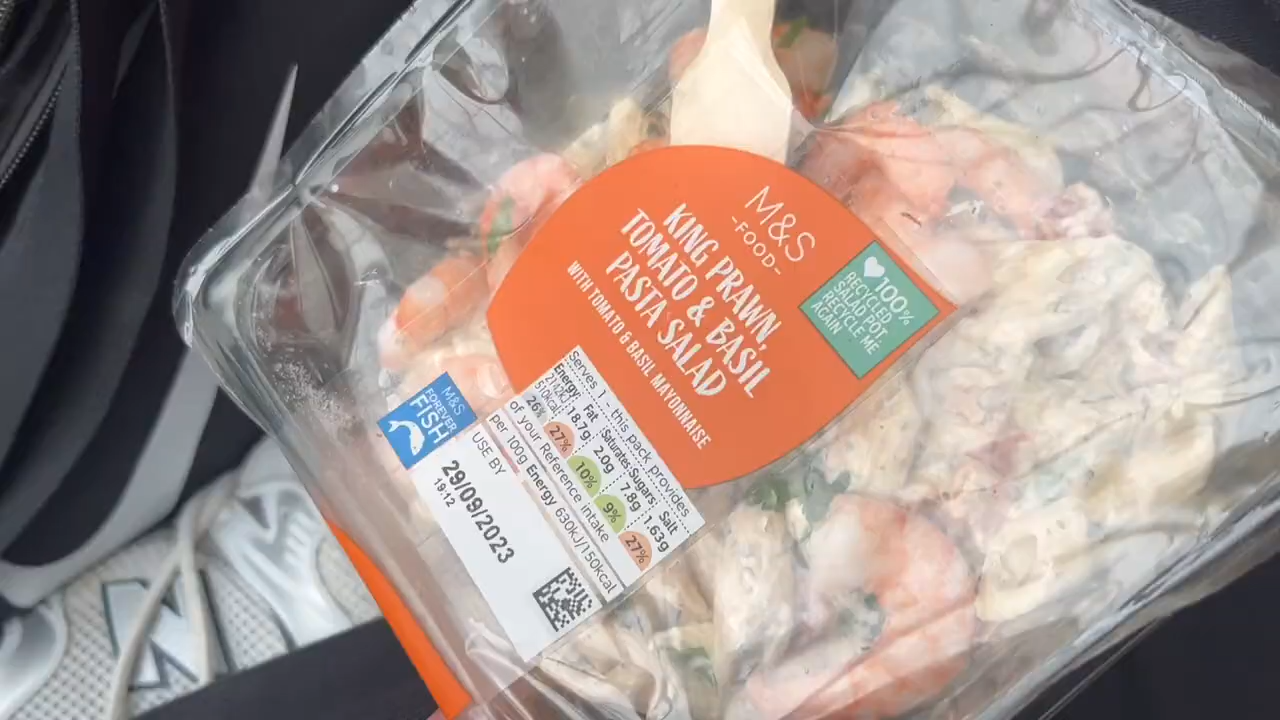 M&S
-FOOD-
KING PRAWN,
TOMATO & BASIL
PASTA SALAD
WITH TOMATO & BASIL MAYONNAISE
100%
RECYCLED
SALAD POT.
RECYCLE ME
AGAIN
M&S
FOREVER
FISH
Serves 1 this pack provides
Energy: Fat Saturates: Sugars: Salt
2142kJ 18.7g 2.0g 7.8g 1.63g
510kcal
26% 27% 10% 9% 27%
of your Reference intake
per 100g Energy 630kJ/150kcal
USE BY
29/09/2023
19:12
N